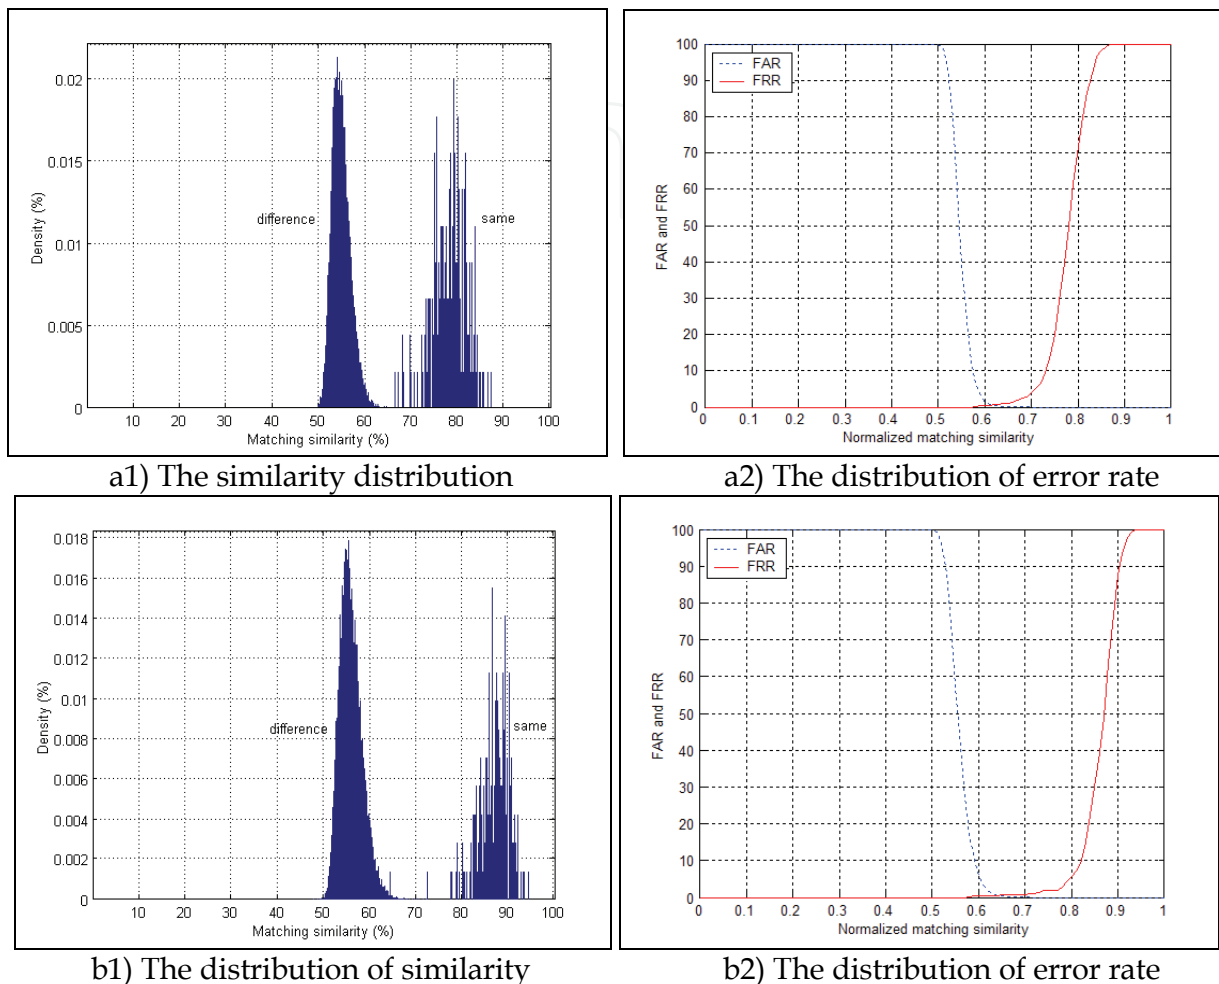 0.02
0.015
0.01
0.005
0
Density (%)
difference
same
10 20 30 40 50 60 70 80 90 100
Matching similarity (%)
a1) The similarity distribution
100
90
80
70
60
50
40
30
20
10
0
FAR and FRR
FAR
FRR
0 0.1 0.2 0.3 0.4 0.5 0.6 0.7 0.8 0.9 1
Normalized matching similarity
a2) The distribution of error rate
0.018
0.016
0.014
0.012
0.01
0.008
0.006
0.004
0.002
0
Density (%)
difference
same
10 20 30 40 50 60 70 80 90 100
Matching similarity (%)
b1) The distribution of similarity
100
90
80
70
60
50
40
30
20
10
0
FAR and FRR
FAR
FRR
0 0.1 0.2 0.3 0.4 0.5 0.6 0.7 0.8 0.9 1
Normalized matching similarity
b2) The distribution of error rate